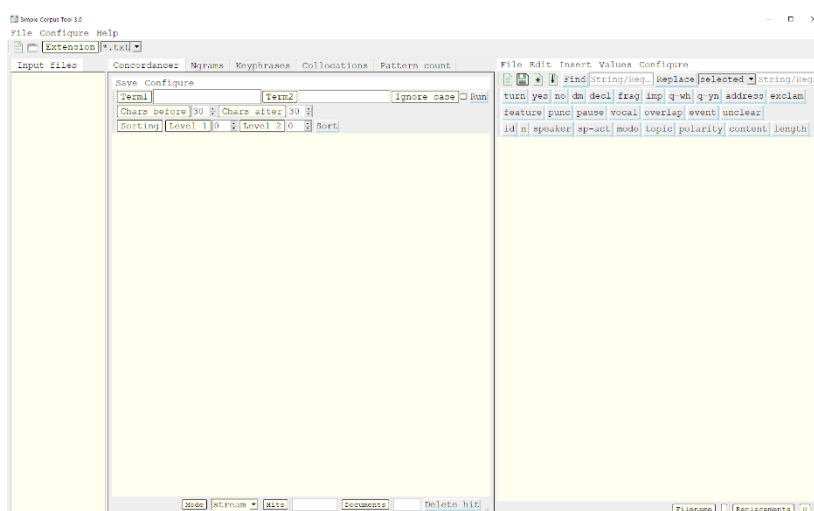 Simple Corpus Tool 3.0
File Configure Help
Extension *.txt
Input files
Concordancer Ngrams Keyphrases Collocations Pattern count
Save Configure
Term1 Term2 Ignore case Run
Chars before 30 Chars after 30
Sorting Level 1 0 Level 2 0 Sort
Mode stream Hits Documents Delete hit
File Edit Insert Values Configure
Find String/Reg… Replace selected String/Reg
turn yes no dm decl frag imp q-wh q-yn address exclam
feature punc pause vocal overlap event unclear
id n speaker sp-act mode topic polarity content length
Filename Replacements 0